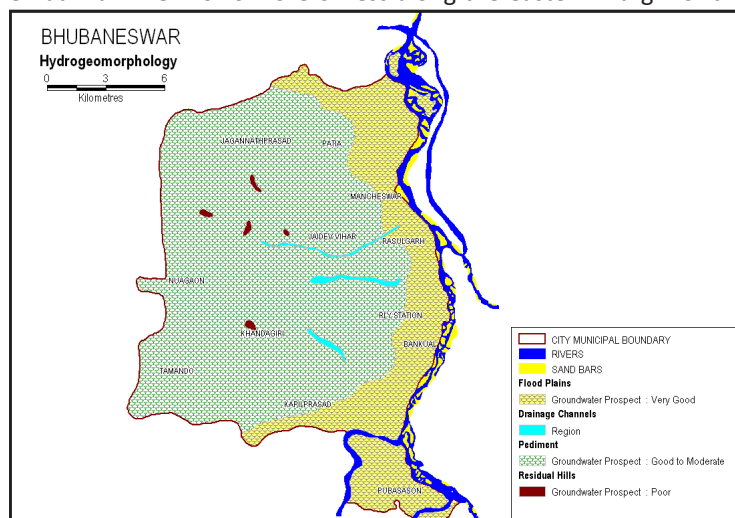 BHUBANESWAR
Hydrogeomorphology
0 3 6
Kilometres
JAGANNATHPRASAD
PATIA
MANCHESWAR
JAIDEV VIHAR
RASULGARH
NUAGAON
RLY STATION
KHANDAGIRI
BANKUAL
TAMANDO
KAPILPRASAD
PUBASASON
CITY MUNICIPAL BOUNDARY
RIVERS
SAND BARS
Flood Plains
Groundwater Prospect : Very Good
Drainage Channels
Region
Pediment
Groundwater Prospect : Good to Moderate
Residual Hills
Groundwater Prospect : Poor